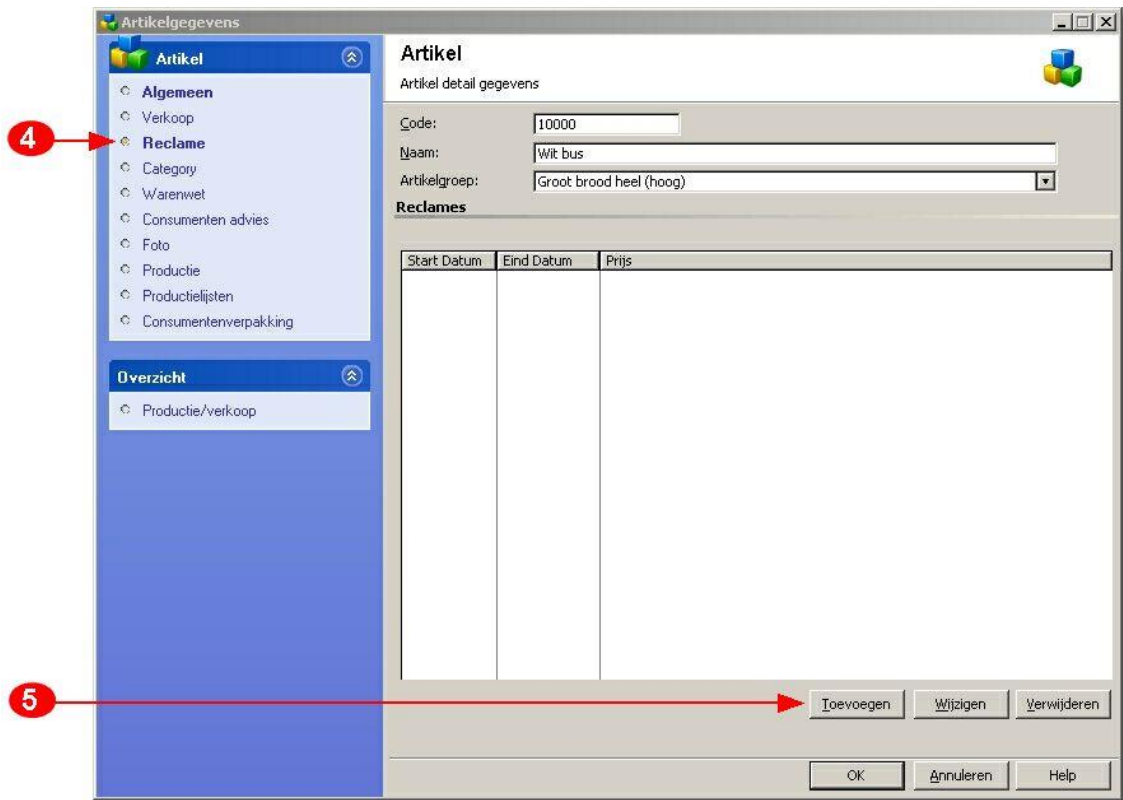 Artikelgegevens
Artikel
Algemeen
Verkoop
4
Reclame
Category
Warenwet
Consumenten advies
Foto
Productie
Productielijsten
Consumentenverpakking
Overzicht
Productie/verkoop
Artikel
Artikel detail gegevens
Code: 10000
Naam: Wit bus
Artikelgroep: Groot brood heel (hoog)
Reclames
Start Datum Eind Datum Prijs
5
Toevoegen Wijzigen Verwijderen
OK Annuleren Help